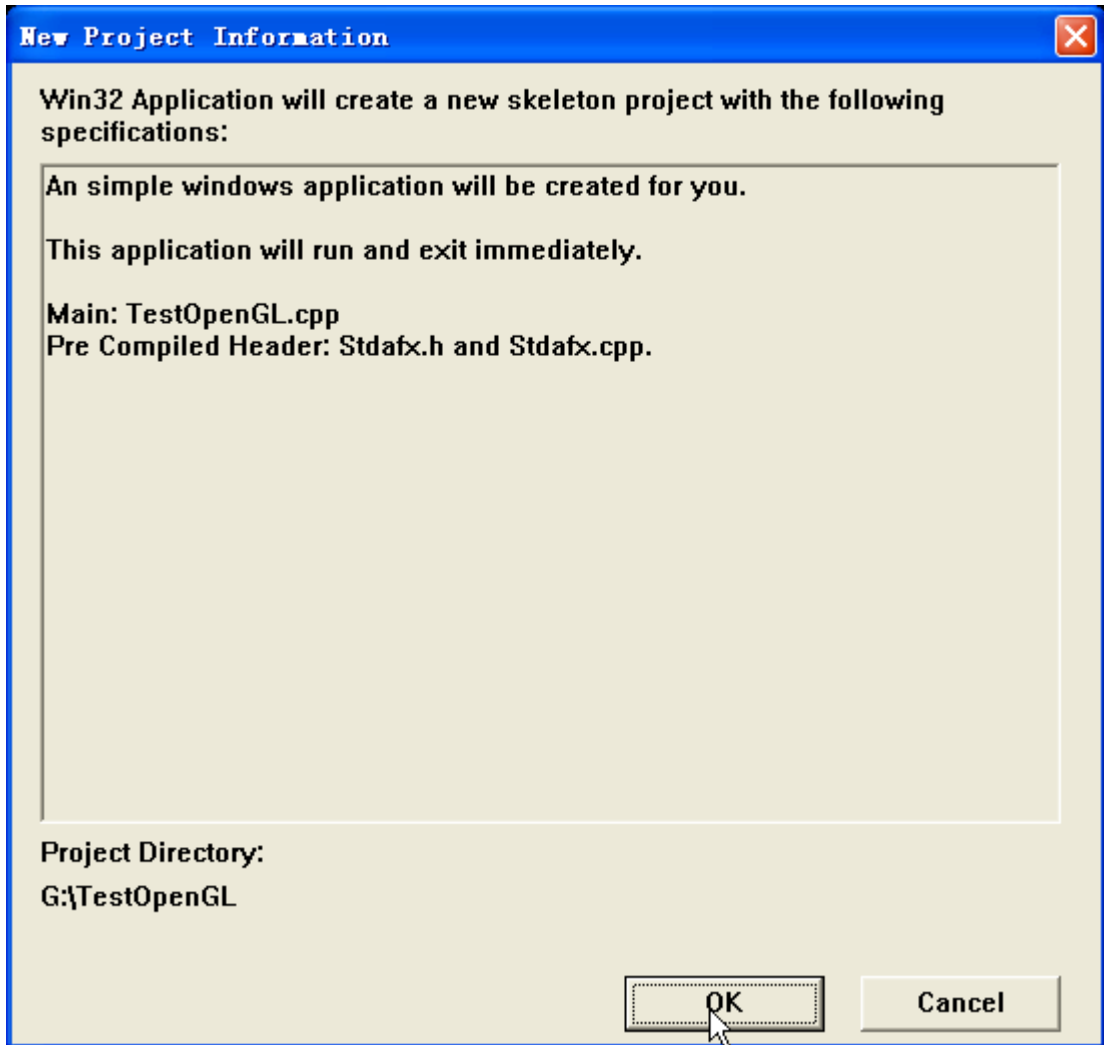 New Project Information
Win32 Application will create a new skeleton project with the following
specifications:
An simple windows application will be created for you.
This application will run and exit immediately.
Main: TestOpenGL.cpp
Pre Compiled Header: Stdafx.h and Stdafx.cpp.
Project Directory:
G:\TestOpenGL
OK
Cancel